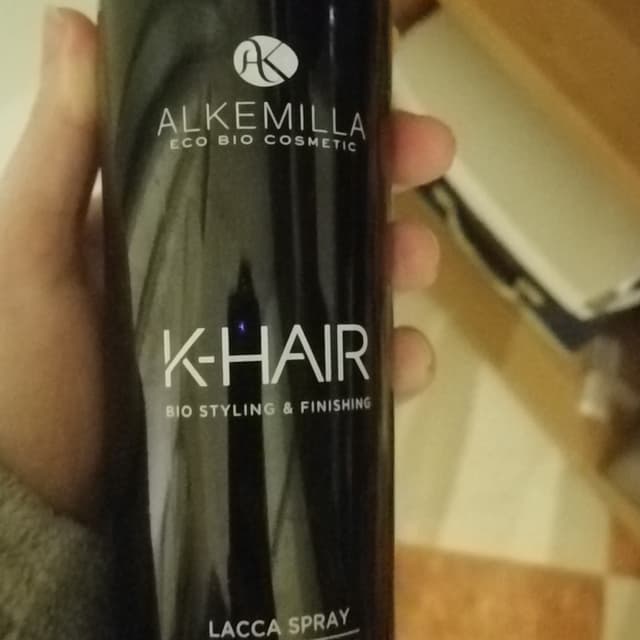 AK
ALKEMILLA
ECO BIO COSMETIC
K-HAIR
BIO STYLING & FINISHING
LACCA SPRAY